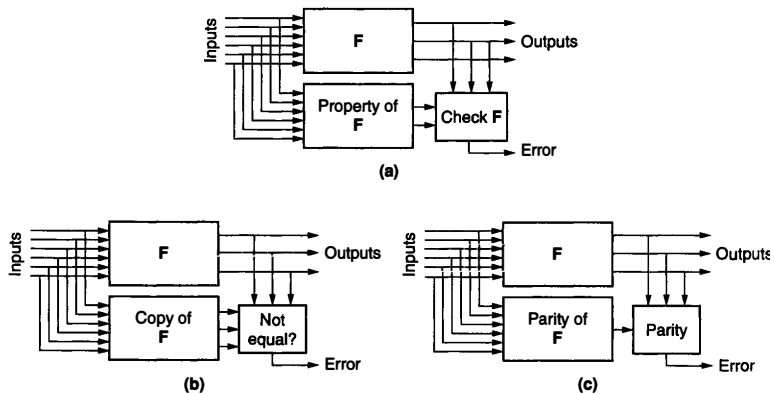 Inputs
F
Outputs
Property of
F
Check F
Error
(a)
Inputs
F
Outputs
Copy of
F
Not
equal?
Error
(b)
Inputs
F
Outputs
Parity of
F
Parity
Error
(c)